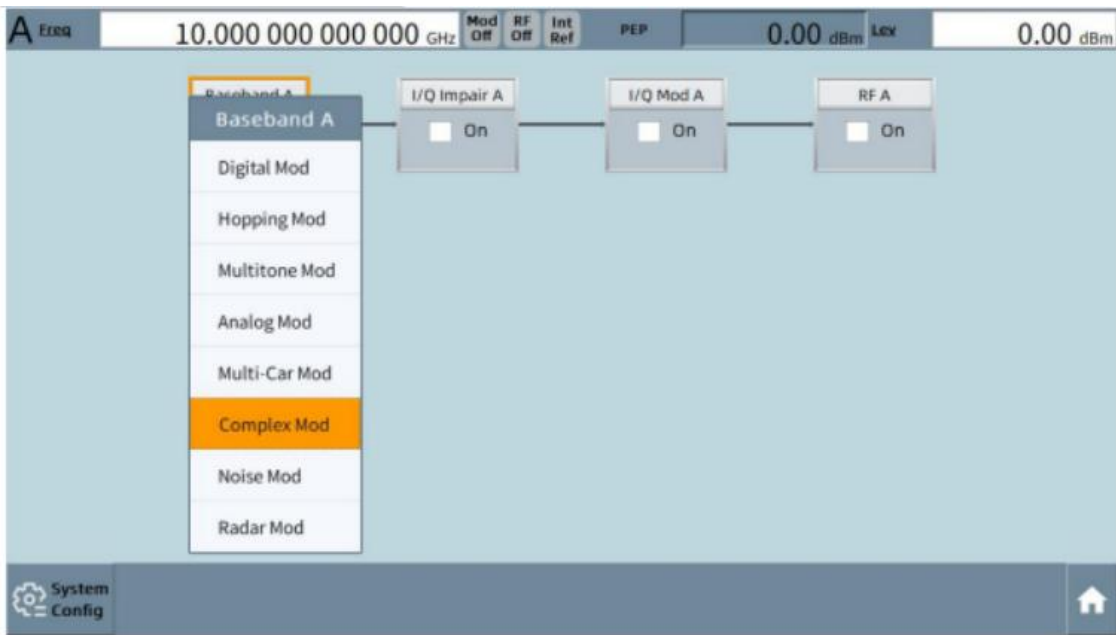 A Freq 10.000 000 000 000 GHz Mod Off RF Off Int Ref PEP 0.00 dBm Lev 0.00 dBm
Baseband A I/Q Impair A I/Q Mod A RF A
Baseband A
On On On
Digital Mod
Hopping Mod
Multitone Mod
Analog Mod
Multi-Car Mod
Complex Mod
Noise Mod
Radar Mod
System
Config